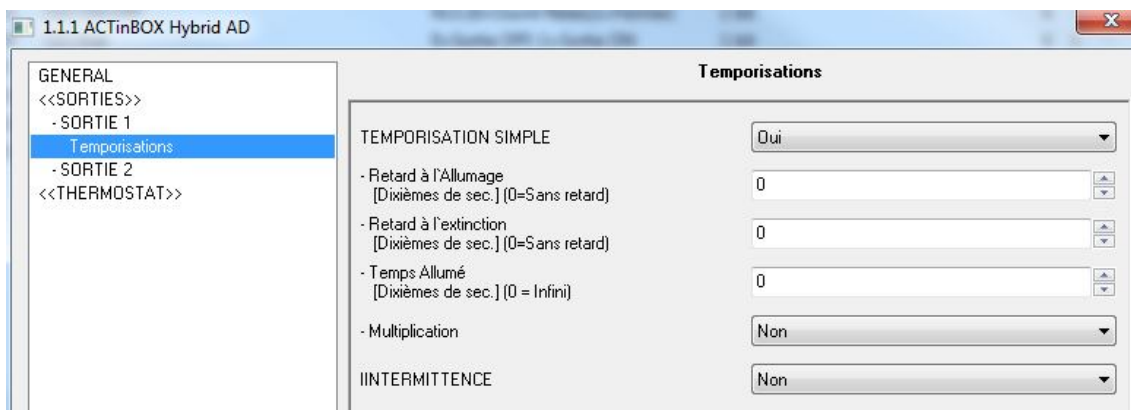 1.1.1 ACTinBOX Hybrid AD
x
GENERAL
<<SORTIES>>
- SORTIE 1
Temporisations
- SORTIE 2
<<THERMOSTAT>>
Temporisations
TEMPORISATION SIMPLE
Oui
- Retard à l`Allumage
[Dixièmes de sec.] (0=Sans retard)
0
- Retard à l`extinction
[Dixièmes de sec.] (0=Sans retard)
0
- Temps Allumé
[Dixièmes de sec.] (0 = Infini)
0
- Multiplication
Non
IINTERMITTENCE
Non